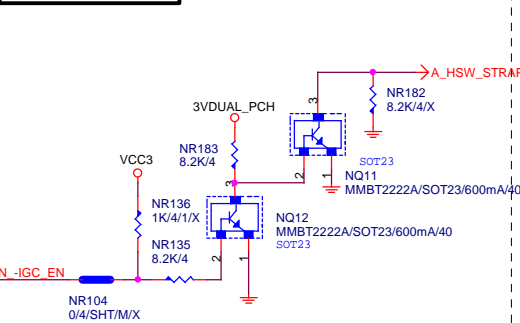 A_HSW_STRAP
3
NR182
8.2K/4/X
3VDUAL_PCH
NR183
8.2K/4
SOT23
2
1
NQ11
MMBT2222A/SOT23/600mA/40
VCC3
3
NR136
1K/4/1/X
NQ12
MMBT2222A/SOT23/600mA/40
SOT23
NR135
8.2K/4
2
1
N_-IGC_EN
NR104
0/4/SHT/M/X